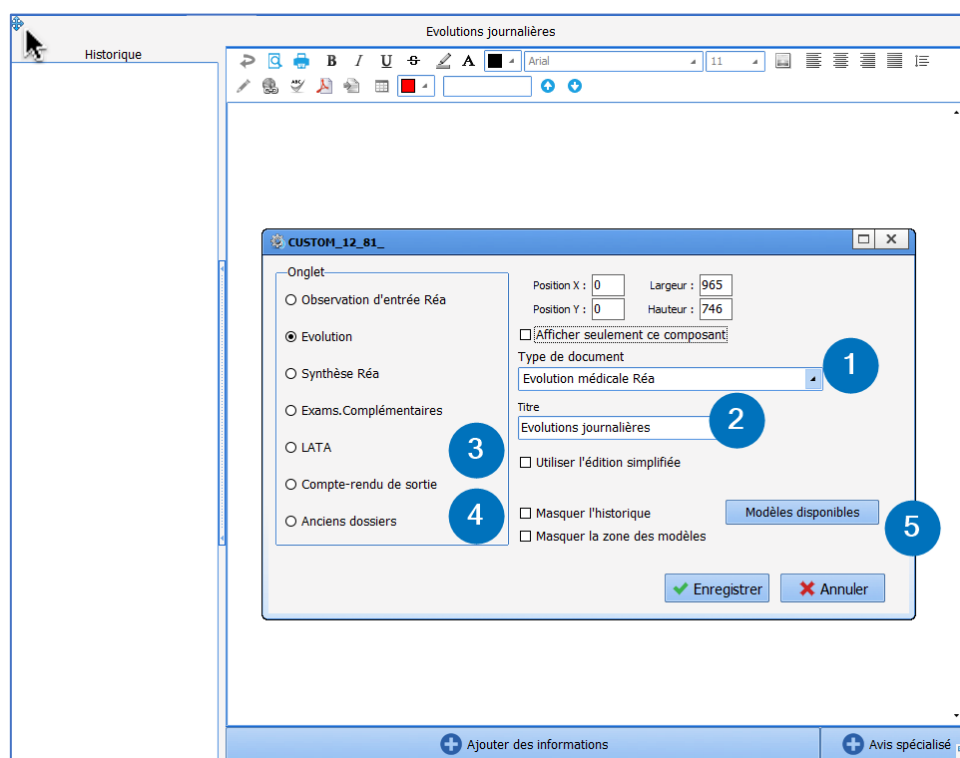 Evolutions journalières
Historique
B I U S A Arial 11
ABC
CUSTOM_12_81_
Onglet
Observation d'entrée Réa
Evolution
Synthèse Réa
Exams.Complémentaires
LATA
3
Compte-rendu de sortie
Anciens dossiers
4
Position X : 0 Largeur : 965
Position Y : 0 Hauteur : 746
Afficher seulement ce composant
Type de document
Evolution médicale Réa
1
Titre
Evolutions journalières
2
Utiliser l'édition simplifiée
Masquer l'historique
Modèles disponibles
5
Masquer la zone des modèles
Enregistrer
Annuler
Ajouter des informations
Avis spécialisé